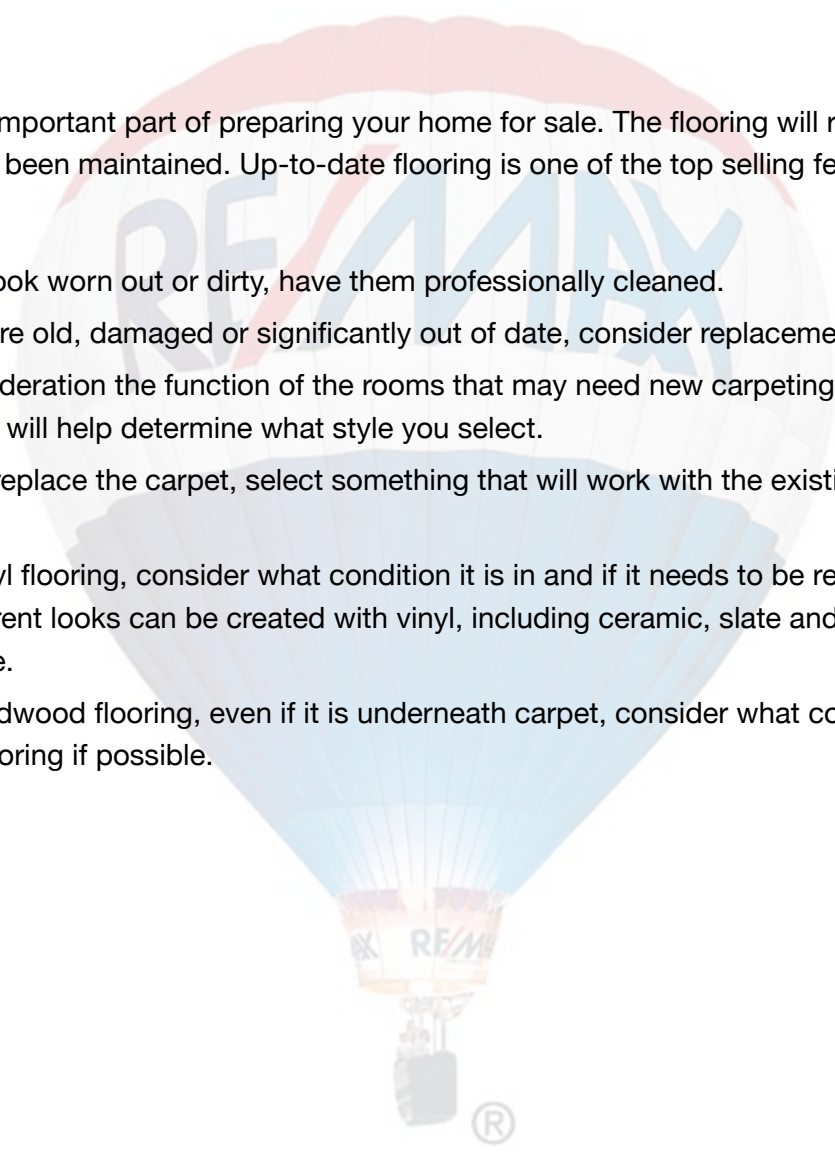 mportant part of preparing your home for sale. The flooring will r
been maintained. Up-to-date flooring is one of the top selling fe
RE/MAX
ook worn out or dirty, have them professionally cleaned.
re old, damaged or significantly out of date, consider replaceme
deration the function of the rooms that may need new carpeting
will help determine what style you select.
replace the carpet, select something that will work with the existi
yl flooring, consider what condition it is in and if it needs to be re
rent looks can be created with vinyl, including ceramic, slate and
e.
dwood flooring, even if it is underneath carpet, consider what co
oring if possible.
AX RE/MA
®